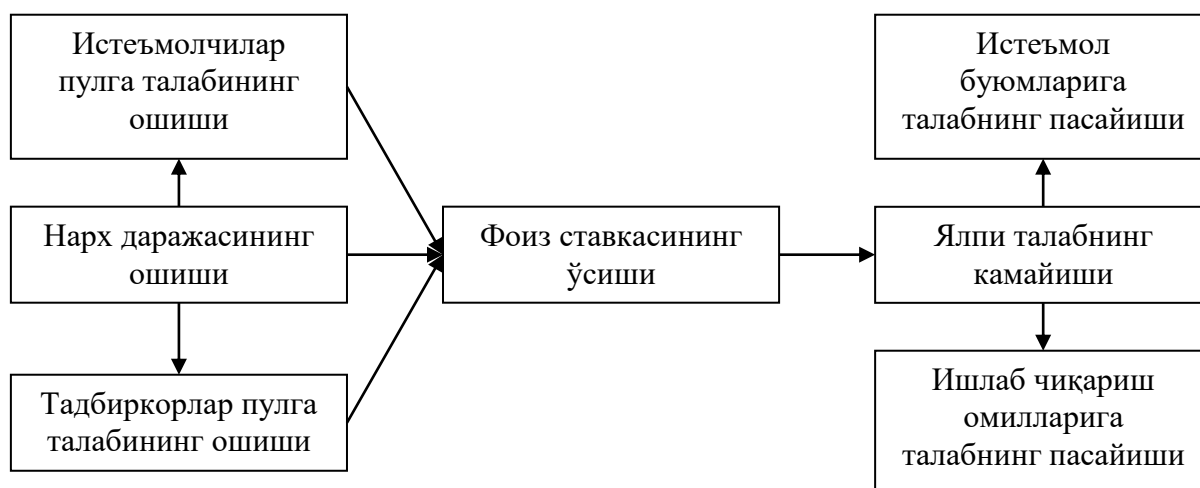 Истеъмолчилар
пулга талабининг
ошиши
Нарх даражасининг
ошиши
Тадбиркорлар пулга
талабининг ошиши
Фоиз ставкасининг
ўсиши
Истеъмол
буюмларига
талабнинг пасайиши
Ялпи талабнинг
камайиши
Ишлаб чиқариш
омилларига
талабнинг пасайиши